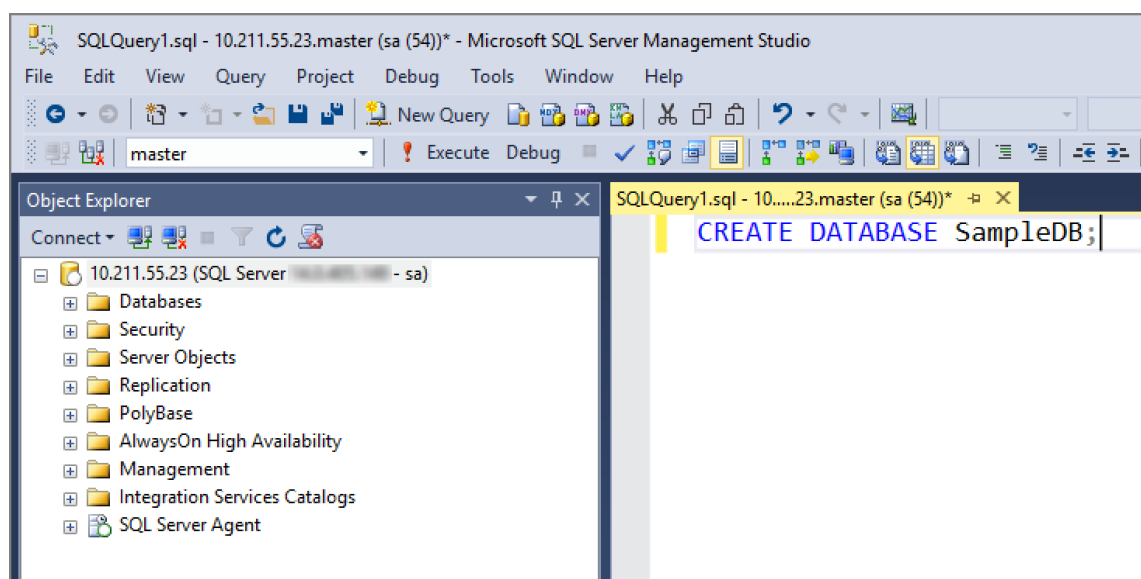 SQLQuery1.sql - 10.211.55.23.master (sa (54))* - Microsoft SQL Server Management Studio
File Edit View Query Project Debug Tools Window Help
New Query
master Execute Debug
Object Explorer
Connect
10.211.55.23 (SQL Server - sa)
Databases
Security
Server Objects
Replication
PolyBase
AlwaysOn High Availability
Management
Integration Services Catalogs
SQL Server Agent
SQLQuery1.sql - 10.....23.master (sa (54))*
CREATE DATABASE SampleDB;